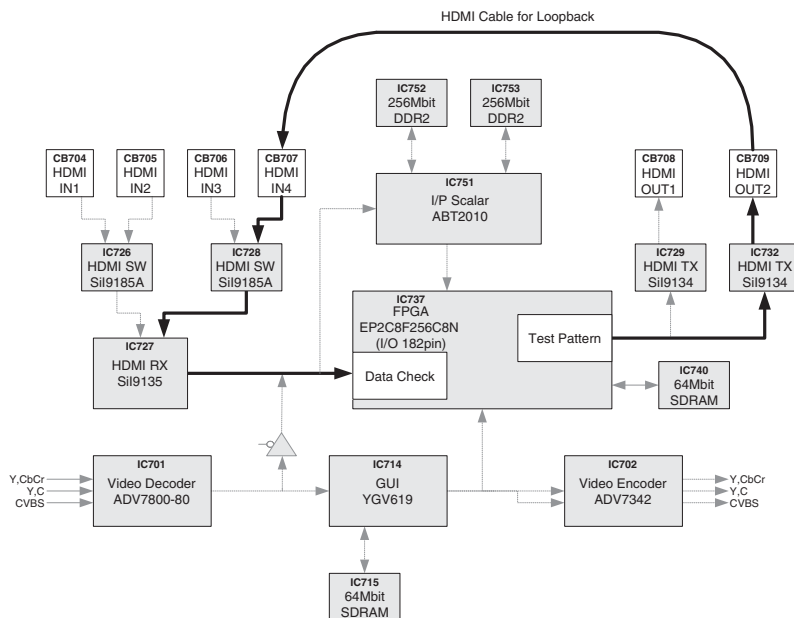 HDMI Cable for Loopback
IC752
256Mbit
DDR2
IC753
256Mbit
DDR2
CB704
HDMI
IN1
CB705
HDMI
IN2
CB706
HDMI
IN3
CB707
HDMI
IN4
CB708
HDMI
OUT1
CB709
HDMI
OUT2
IC751
I/P Scalar
ABT2010
IC726
HDMI SW
SiI9185A
IC728
HDMI SW
SiI9185A
IC729
HDMI TX
SiI9134
IC732
HDMI TX
SiI9134
IC737
FPGA
EP2C8F256C8N
(I/O 182pin)
Test Pattern
Data Check
IC727
HDMI RX
SiI9135
IC740
64Mbit
SDRAM
Y,CbCr
Y,C
CVBS
IC701
Video Decoder
ADV7800-80
IC714
GUI
YGV619
IC702
Video Encoder
ADV7342
Y,CbCr
Y,C
CVBS
IC715
64Mbit
SDRAM